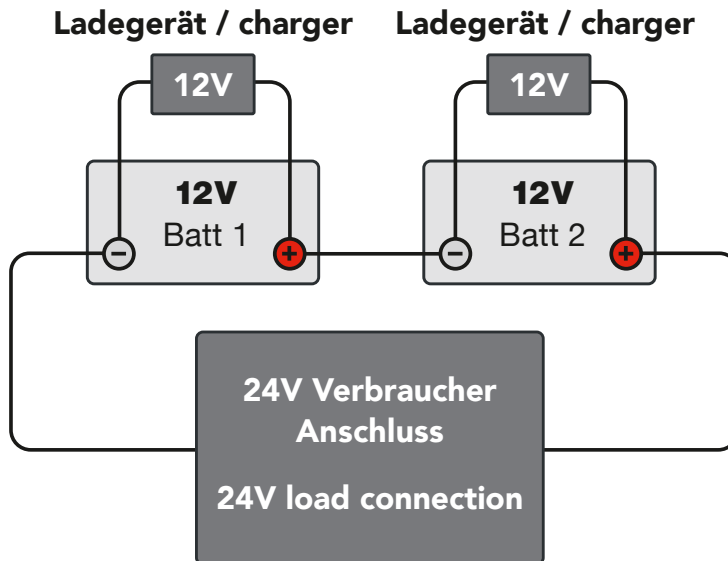 Ladegerät / charger
Ladegerät / charger
12V
12V
12V
Batt 1
12V
Batt 2
−
+
−
+
24V Verbraucher
Anschluss
24V load connection